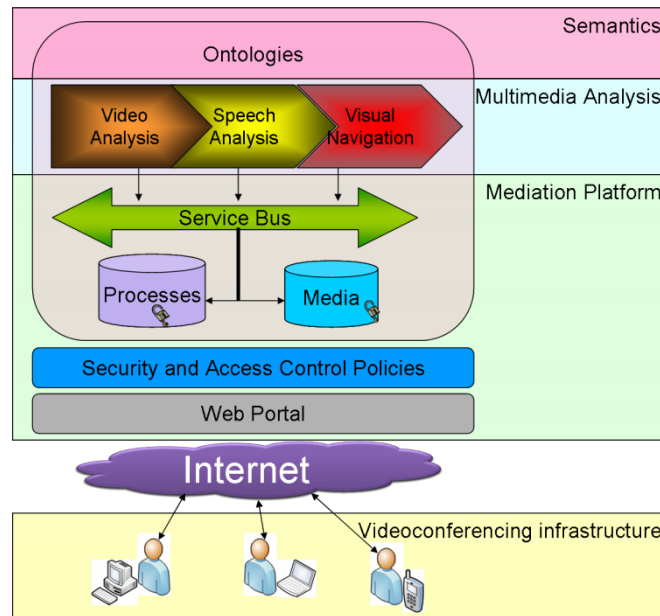 Semantics
Ontologies
Multimedia Analysis
Video
Analysis
Speech
Analysis
Visual
Navigation
Mediation Platform
Service Bus
Processes
Media
Security and Access Control Policies
Web Portal
Internet
Videoconferencing infrastructure